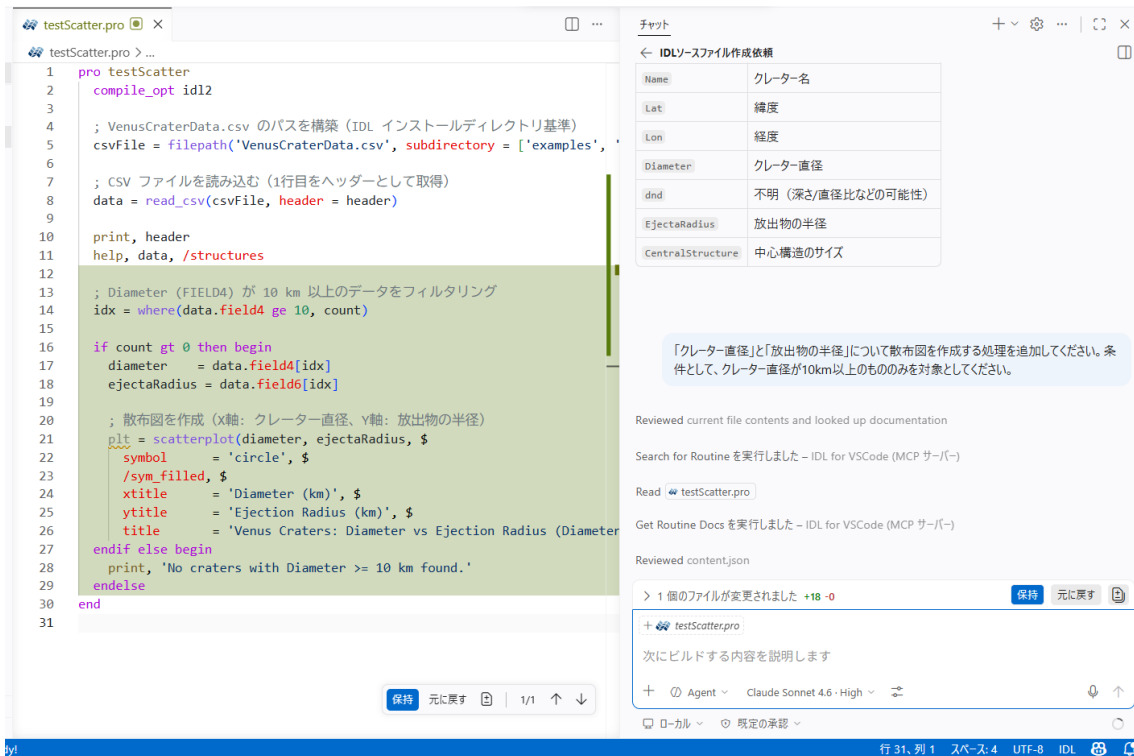 testScatter.pro
testScatter.pro > ...
1 pro testScatter
2 compile_opt idl2
3
4 ; VenusCraterData.csv のパスを構築（IDL インストールディレクトリ基準）
5 csvFile = filepath('VenusCraterData.csv', subdirectory = ['examples', '
6
7 ; CSV ファイルを読み込む（1行目をヘッダーとして取得）
8 data = read_csv(csvFile, header = header)
9
10 print, header
11 help, data, /structures
12
13 ; Diameter (FIELD4) が 10 km 以上のデータをフィルタリング
14 idx = where(data.field4 ge 10, count)
15
16 if count gt 0 then begin
17 diameter = data.field4[idx]
18 ejectaRadius = data.field6[idx]
19
20 ; 散布図を作成（X軸: クレーター直径、Y軸: 放出物の半径）
21 plt = scatterplot(diameter, ejectaRadius, $
22 symbol = 'circle', $
23 /sym_filled, $
24 xtitle = 'Diameter (km)', $
25 ytitle = 'Ejection Radius (km)', $
26 title = 'Venus Craters: Diameter vs Ejection Radius (Diameter
27 endif else begin
28 print, 'No craters with Diameter >= 10 km found.'
29 endelse
30 end
31
保持 元に戻す 1/1
チャット
IDLソースファイル作成依頼
Name クレーター名
Lat 緯度
Lon 経度
Diameter クレーター直径
dnd 不明（深さ/直径比などの可能性）
EjectaRadius 放出物の半径
CentralStructure 中心構造のサイズ
「クレーター直径」と「放出物の半径」について散布図を作成する処理を追加してください。条
件として、クレーター直径が10km以上のもののみを対象としてください。
Reviewed current file contents and looked up documentation
Search for Routine を実行しました – IDL for VSCode (MCP サーバー)
Read testScatter.pro
Get Routine Docs を実行しました – IDL for VSCode (MCP サーバー)
Reviewed content.json
1 個のファイルが変更されました +18 -0 保持 元に戻す
testScatter.pro
次にビルドする内容を説明します
Agent Claude Sonnet 4.6 · High
ローカル 既定の承認
dy! 行 31、列 1 スペース: 4 UTF-8 IDL